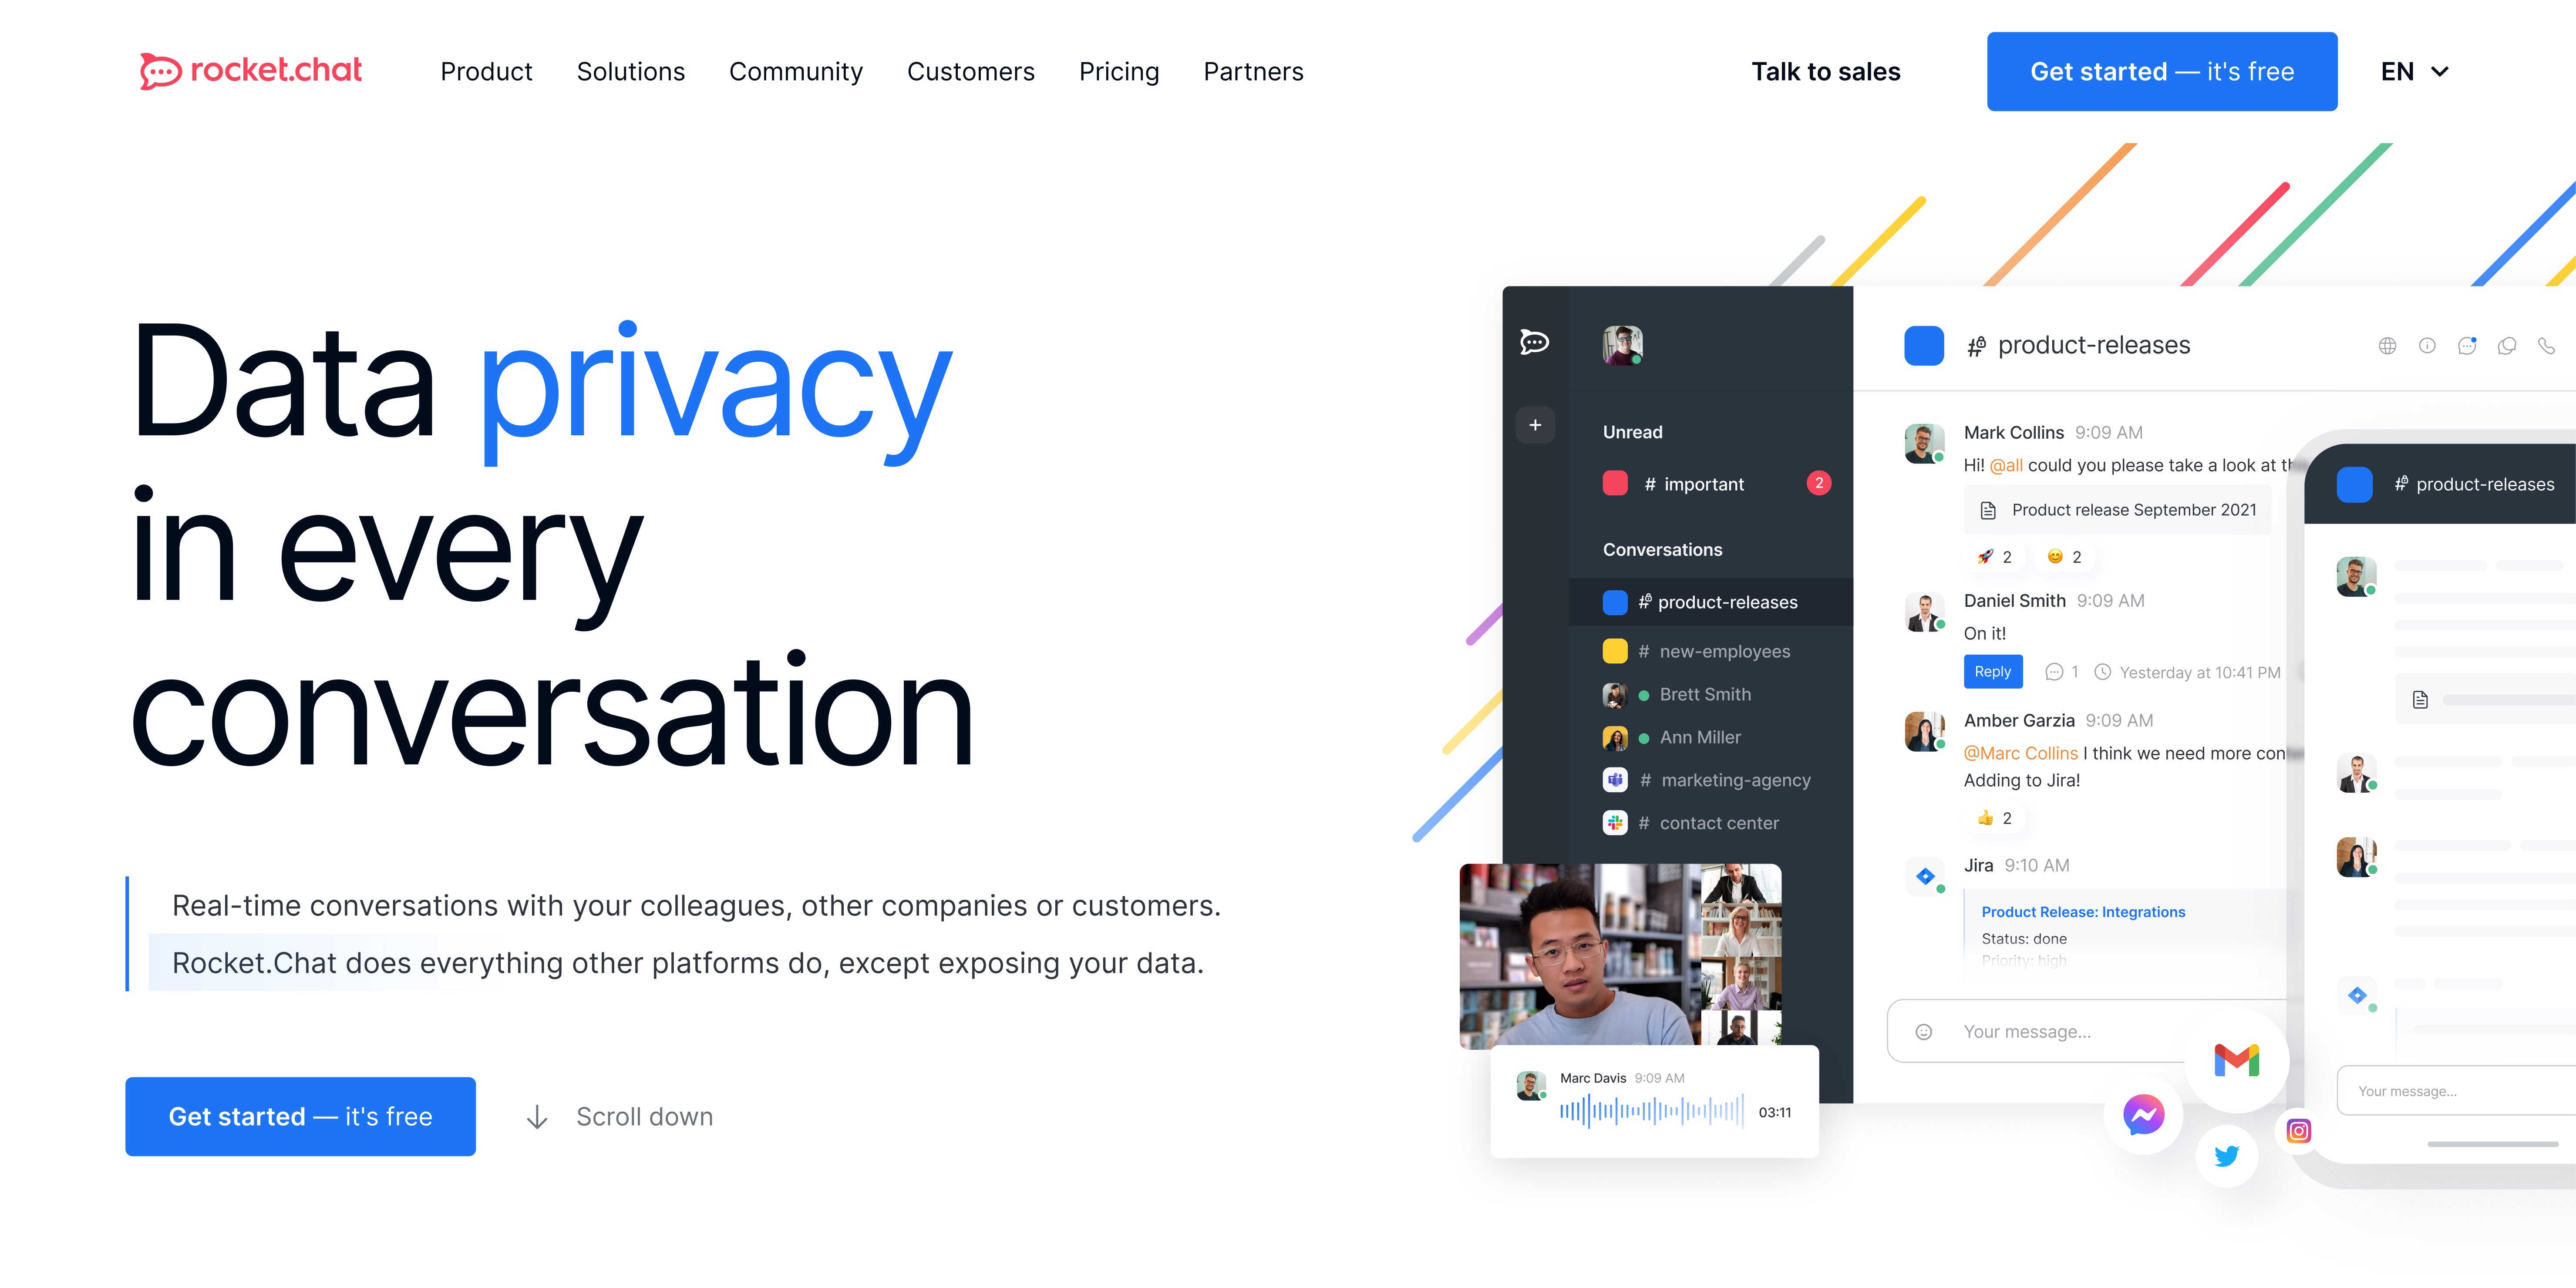 rocket.chat
Product Solutions Community Customers Pricing Partners
Talk to sales
Get started — it's free
EN
Data privacy
in every
conversation
Real-time conversations with your colleagues, other companies or customers.
Rocket.Chat does everything other platforms do, except exposing your data.
Get started — it's free
Scroll down
Unread
# important 2
Conversations
# product-releases
# new-employees
Brett Smith
Ann Miller
# marketing-agency
# contact center
# product-releases
Mark Collins 9:09 AM
Hi! @all could you please take a look at
Product release September 2021
🚀 2 😊 2
Daniel Smith 9:09 AM
On it!
Reply 1 Yesterday at 10:41 PM
Amber Garzia 9:09 AM
@Marc Collins I think we need more
Adding to Jira!
👍 2
Jira 9:10 AM
Product Release: Integrations
Status: done
Priority: high
Your message...
Marc Davis 9:09 AM
03:11
# product-releases
Your message...